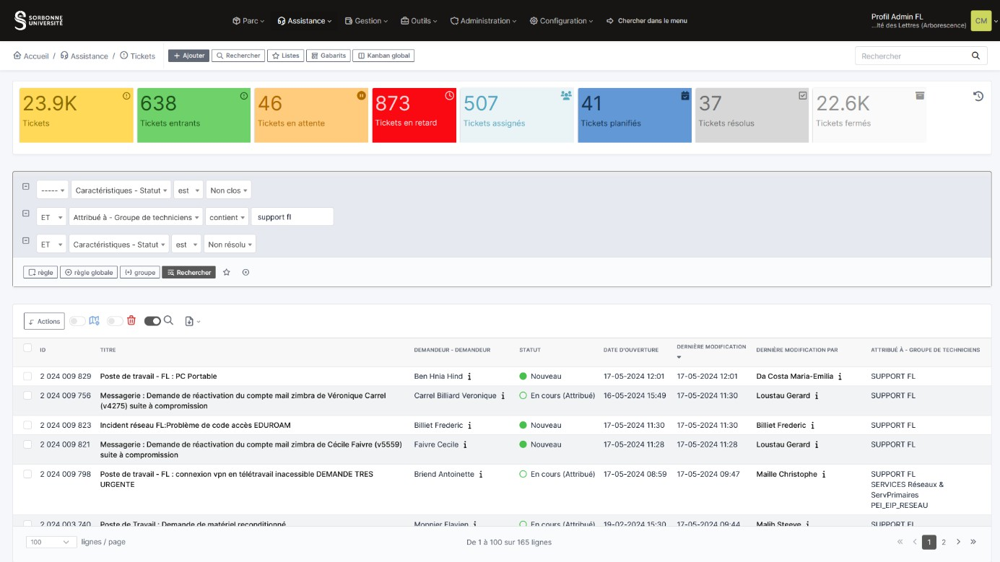 SORBONNE
UNIVERSITÉ
Parc
Assistance
Gestion
Outils
Administration
Configuration
Chercher dans le menu
Profil Admin FL
...lté des Lettres (Arborescence)
CM
Accueil / Assistance / Tickets
Ajouter
Rechercher
Listes
Gabarits
Kanban global
Rechercher
23.9K
Tickets
638
Tickets entrants
46
Tickets en attente
873
Tickets en retard
507
Tickets assignés
41
Tickets planifiés
37
Tickets résolus
22.6K
Tickets fermés
----- Caractéristiques - Statut est Non clos
ET Attribué à - Groupe de techniciens contient support fl
ET Caractéristiques - Statut est Non résolu
règle
règle globale
groupe
Rechercher
Actions
ID TITRE DEMANDEUR - DEMANDEUR STATUT DATE D'OUVERTURE DERNIÈRE MODIFICATION DERNIÈRE MODIFICATION PAR ATTRIBUÉ À - GROUPE DE TECHNICIENS
2 024 009 829 Poste de travail - FL : PC Portable Ben Hnia Hind Nouveau 17-05-2024 12:01 17-05-2024 12:01 Da Costa Maria-Emilia SUPPORT FL
2 024 009 756 Messagerie : Demande de réactivation du compte mail zimbra de Véronique Carrel Carrel Billiard Veronique En cours (Attribué) 16-05-2024 15:49 17-05-2024 11:30 Loustau Gerard SUPPORT FL
(v4275) suite à compromission
2 024 009 823 Incident réseau FL:Problème de code accès EDUROAM Billiet Frederic Nouveau 17-05-2024 11:30 17-05-2024 11:30 Billiet Frederic SUPPORT FL
2 024 009 821 Messagerie : Demande de réactivation du compte mail zimbra de Cécile Faivre (v5559) Faivre Cecile Nouveau 17-05-2024 11:28 17-05-2024 11:28 Loustau Gerard SUPPORT FL
suite à compromission
2 024 009 798 Poste de travail - FL : connexion vpn en télétravail inacessible DEMANDE TRES Briend Antoinette En cours (Attribué) 17-05-2024 08:59 17-05-2024 09:47 Maille Christophe SUPPORT FL
URGENTE SERVICES Réseaux &
ServPrimaires
PEI_EIP_RESEAU
2 024 003 740 Poste de Travail : Demande de matériel reconditionné Monnier Flavien En cours (Attribué) 19-02-2024 15:30 17-05-2024 09:44 Malih Steeve SUPPORT FL
100 lignes / page
De 1 à 100 sur 165 lignes
« ‹ 1 2 › »